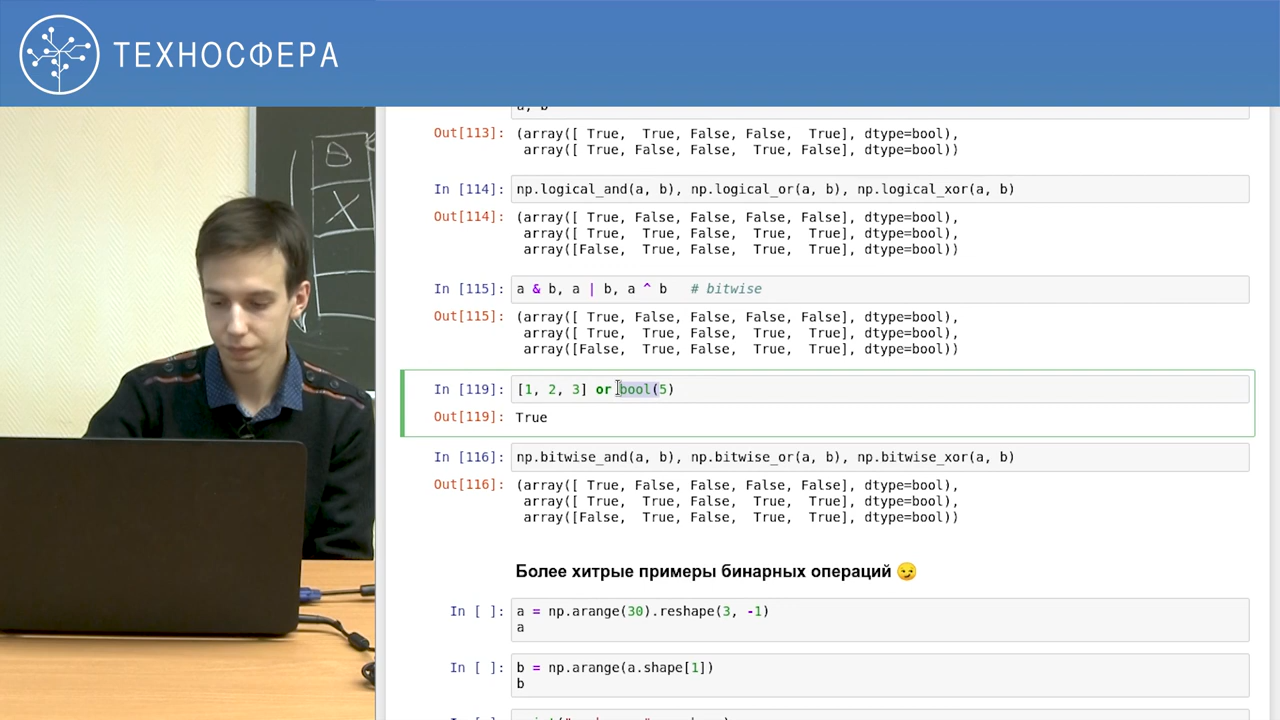 ТЕХНОСФЕРА
a, b
Out[113]: (array([ True,  True, False, False,  True], dtype=bool),
array([ True, False, False,  True, False], dtype=bool))
In [114]: np.logical_and(a, b), np.logical_or(a, b), np.logical_xor(a, b)
Out[114]: (array([ True, False, False, False, False], dtype=bool),
array([ True,  True, False,  True,  True], dtype=bool),
array([False,  True, False,  True,  True], dtype=bool))
In [115]: a & b, a | b, a ^ b   # bitwise
Out[115]: (array([ True, False, False, False, False], dtype=bool),
array([ True,  True, False,  True,  True], dtype=bool),
array([False,  True, False,  True,  True], dtype=bool))
In [119]: [1, 2, 3] or bool(5)
Out[119]: True
In [116]: np.bitwise_and(a, b), np.bitwise_or(a, b), np.bitwise_xor(a, b)
Out[116]: (array([ True, False, False, False, False], dtype=bool),
array([ True,  True, False,  True,  True], dtype=bool),
array([False,  True, False,  True,  True], dtype=bool))
Более хитрые примеры бинарных операций 😏
In [ ]: a = np.arange(30).reshape(3, -1)
a
In [ ]: b = np.arange(a.shape[1])
b